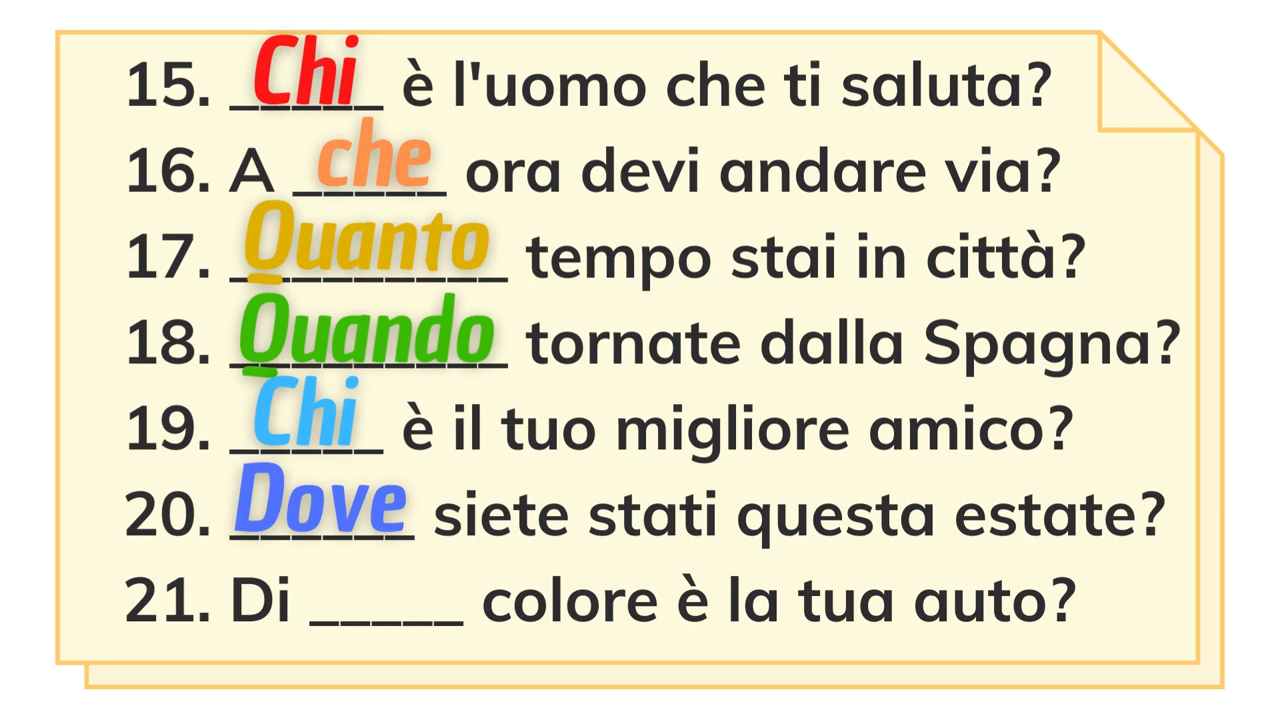 15. Chi è l'uomo che ti saluta?
16. A che ora devi andare via?
17. Quanto tempo stai in città?
18. Quando tornate dalla Spagna?
19. Chi è il tuo migliore amico?
20. Dove siete stati questa estate?
21. Di _____ colore è la tua auto?